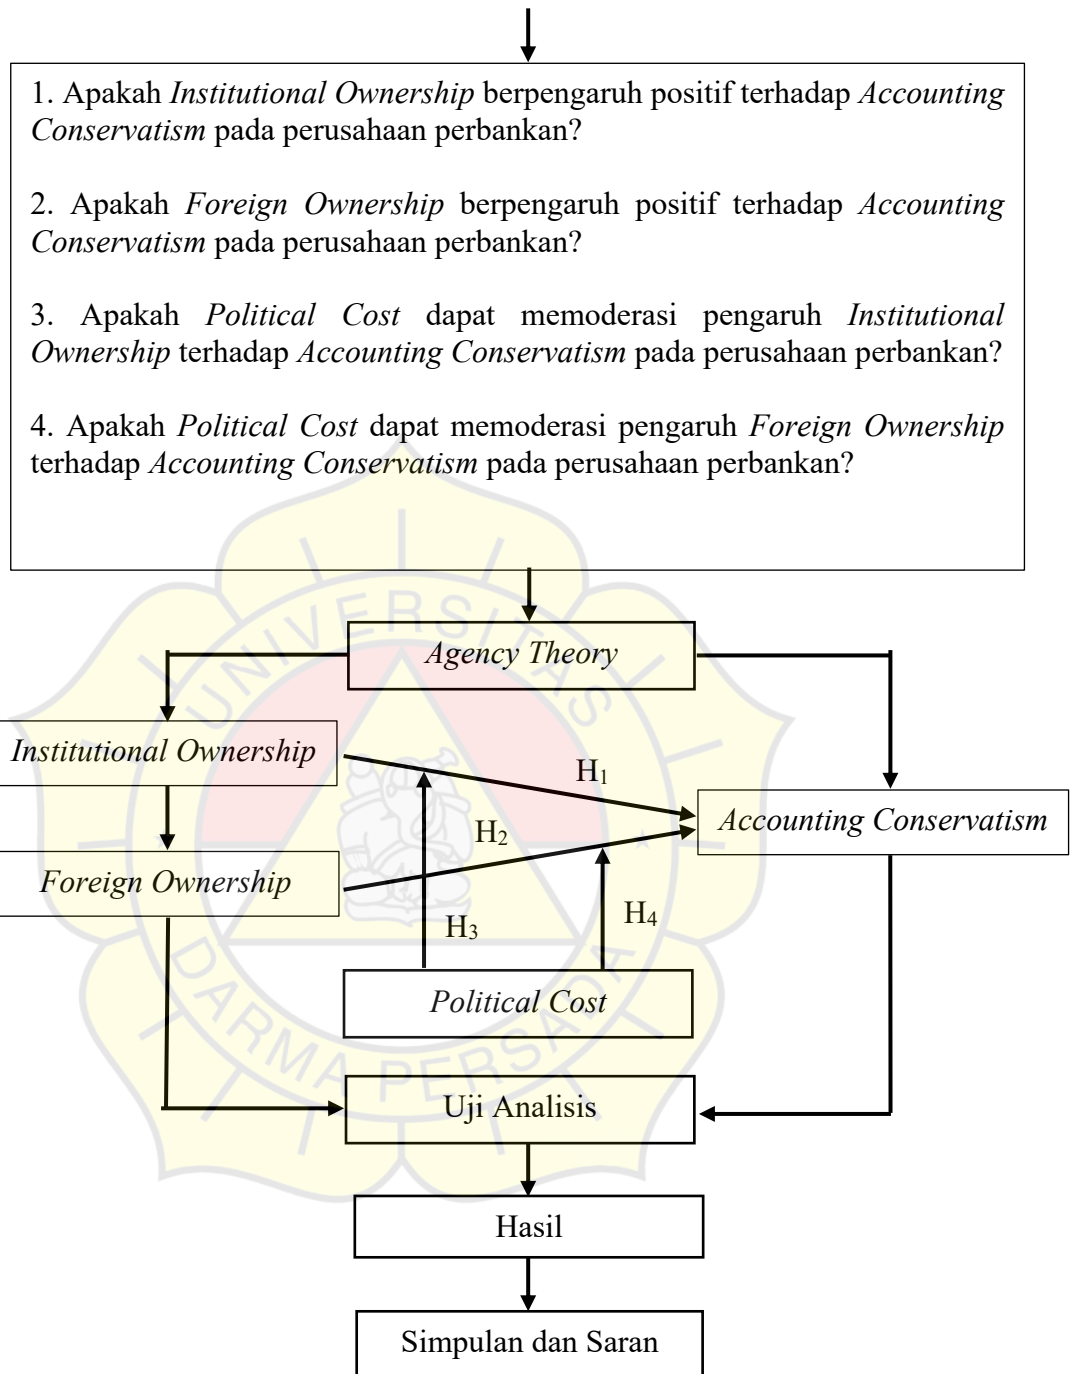 1. Apakah Institutional Ownership berpengaruh positif terhadap Accounting
Conservatism pada perusahaan perbankan?
2. Apakah Foreign Ownership berpengaruh positif terhadap Accounting
Conservatism pada perusahaan perbankan?
3. Apakah Political Cost dapat memoderasi pengaruh Institutional
Ownership terhadap Accounting Conservatism pada perusahaan perbankan?
4. Apakah Political Cost dapat memoderasi pengaruh Foreign Ownership
terhadap Accounting Conservatism pada perusahaan perbankan?
UNIVERSITAS
Agency Theory
Institutional Ownership
H₁
Accounting Conservatism
H₂
Foreign Ownership
H₃
H₄
Political Cost
DARMA PERSADA
Uji Analisis
Hasil
Simpulan dan Saran